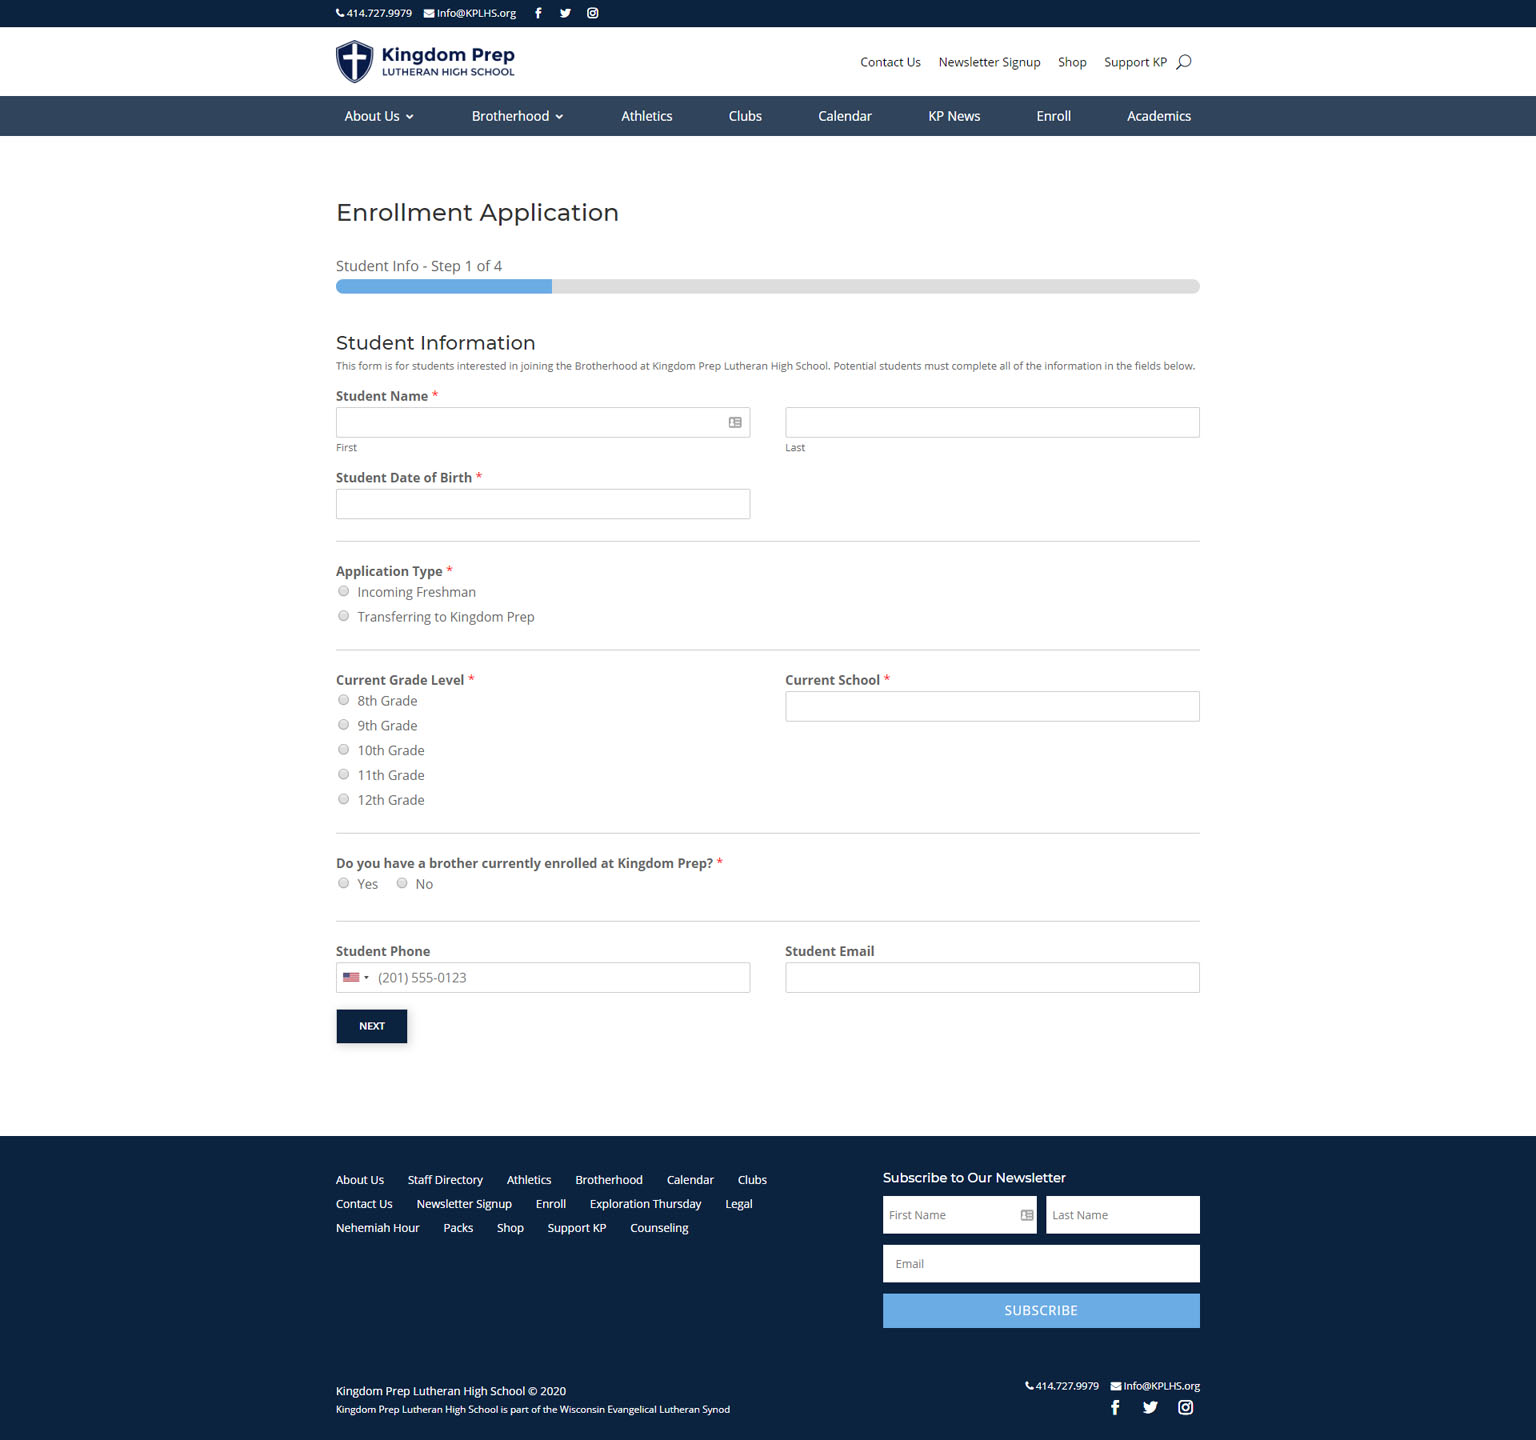 414.727.9979 Info@KPLHS.org
Kingdom Prep
LUTHERAN HIGH SCHOOL
Contact Us Newsletter Signup Shop Support KP
About Us Brotherhood Athletics Clubs Calendar KP News Enroll Academics
Enrollment Application
Student Info - Step 1 of 4
Student Information
This form is for students interested in joining the Brotherhood at Kingdom Prep Lutheran High School. Potential students must complete all of the information in the fields below.
Student Name *
First Last
Student Date of Birth *
Application Type *
Incoming Freshman
Transferring to Kingdom Prep
Current Grade Level * Current School *
8th Grade
9th Grade
10th Grade
11th Grade
12th Grade
Do you have a brother currently enrolled at Kingdom Prep? *
Yes No
Student Phone Student Email
(201) 555-0123
NEXT
About Us Staff Directory Athletics Brotherhood Calendar Clubs
Contact Us Newsletter Signup Enroll Exploration Thursday Legal
Nehemiah Hour Packs Shop Support KP Counseling
Subscribe to Our Newsletter
First Name Last Name
Email
SUBSCRIBE
Kingdom Prep Lutheran High School © 2020
Kingdom Prep Lutheran High School is part of the Wisconsin Evangelical Lutheran Synod
414.727.9979 Info@KPLHS.org